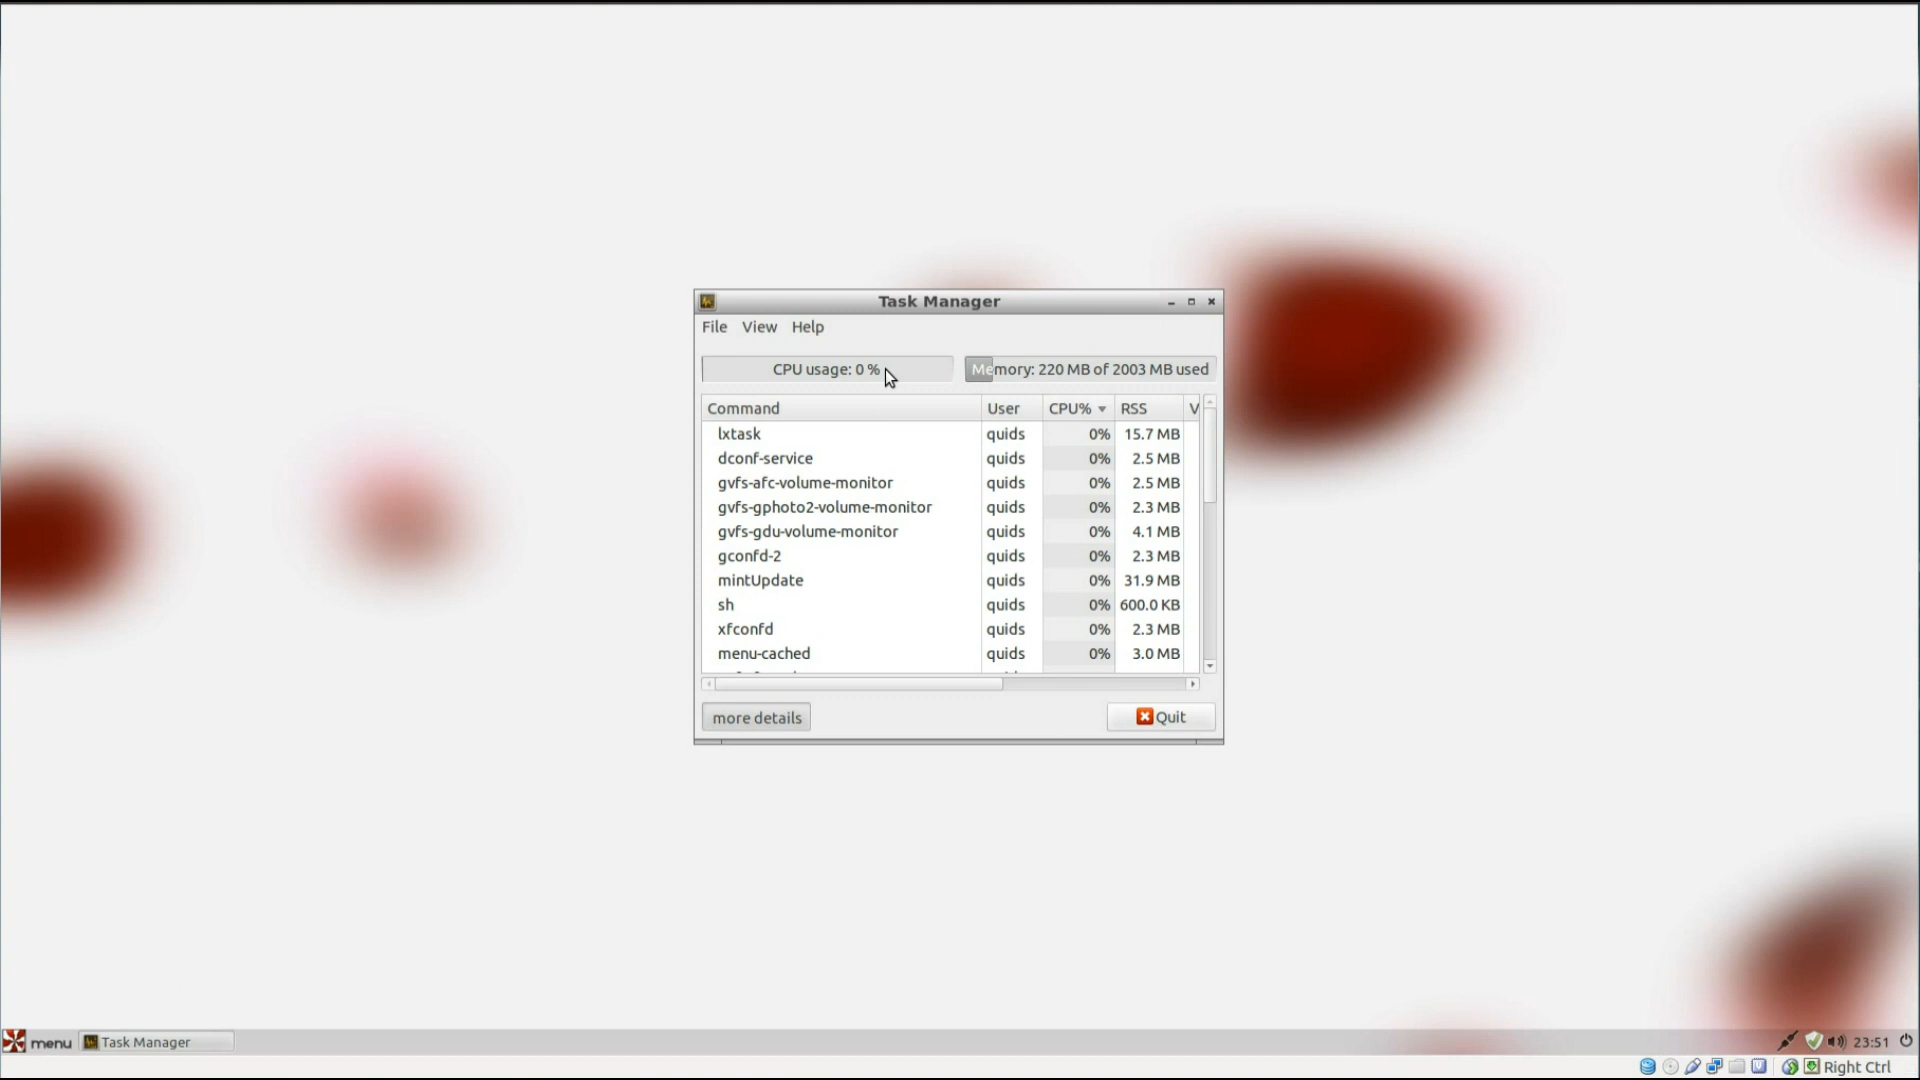 Task Manager
File View Help
CPU usage: 0 % Memory: 220 MB of 2003 MB used
Command User CPU% RSS V
lxtask quids 0% 15.7 MB
dconf-service quids 0% 2.5 MB
gvfs-afc-volume-monitor quids 0% 2.5 MB
gvfs-gphoto2-volume-monitor quids 0% 2.3 MB
gvfs-gdu-volume-monitor quids 0% 4.1 MB
gconfd-2 quids 0% 2.3 MB
mintUpdate quids 0% 31.9 MB
sh quids 0% 600.0 KB
xfconfd quids 0% 2.3 MB
menu-cached quids 0% 3.0 MB
more details Quit
menu Task Manager 23:51
Right Ctrl